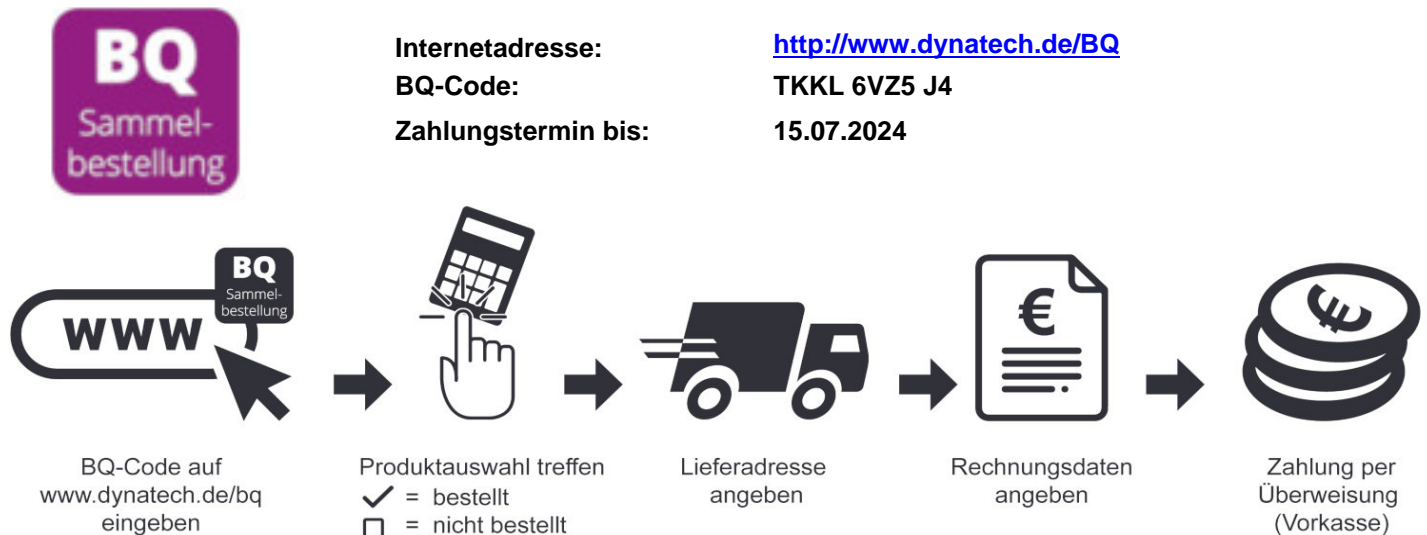 BQ
Sammel-
bestellung
Internetadresse: http://www.dynatech.de/BQ
BQ-Code: TKKL 6VZ5 J4
Zahlungstermin bis: 15.07.2024
www
BQ
Sammel-
bestellung
€
€
BQ-Code auf
www.dynatech.de/bq
eingeben
Produktauswahl treffen
✓ = bestellt
☐ = nicht bestellt
Lieferadresse
angeben
Rechnungsdaten
angeben
Zahlung per
Überweisung
(Vorkasse)